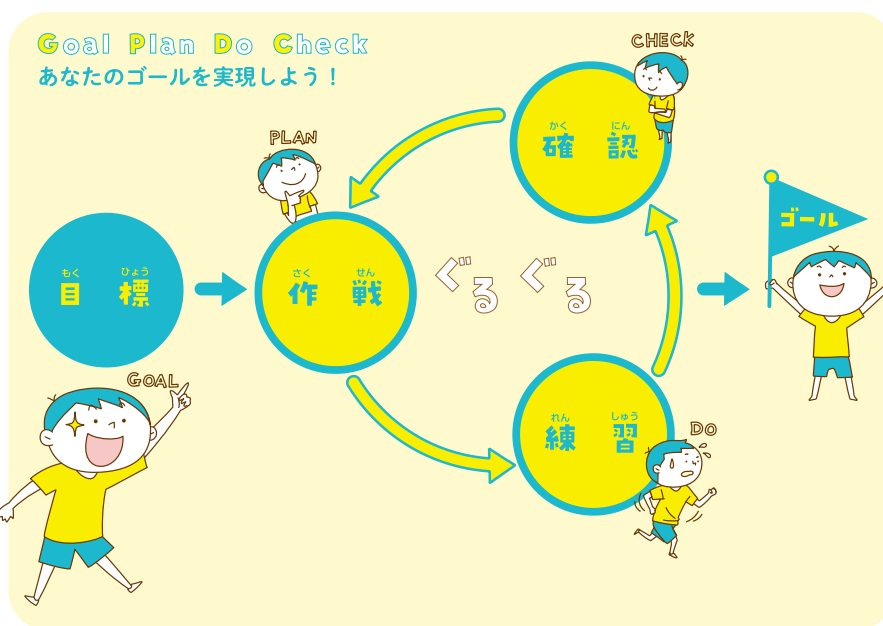 Goal Plan Do Check
あなたのゴールを実現しよう！
GOAL
もく ひょう
目 標
PLAN
さく せん
作 戦
ぐるぐる
れん しゅう
練 習
DO
CHECK
かく にん
確 認
ゴール